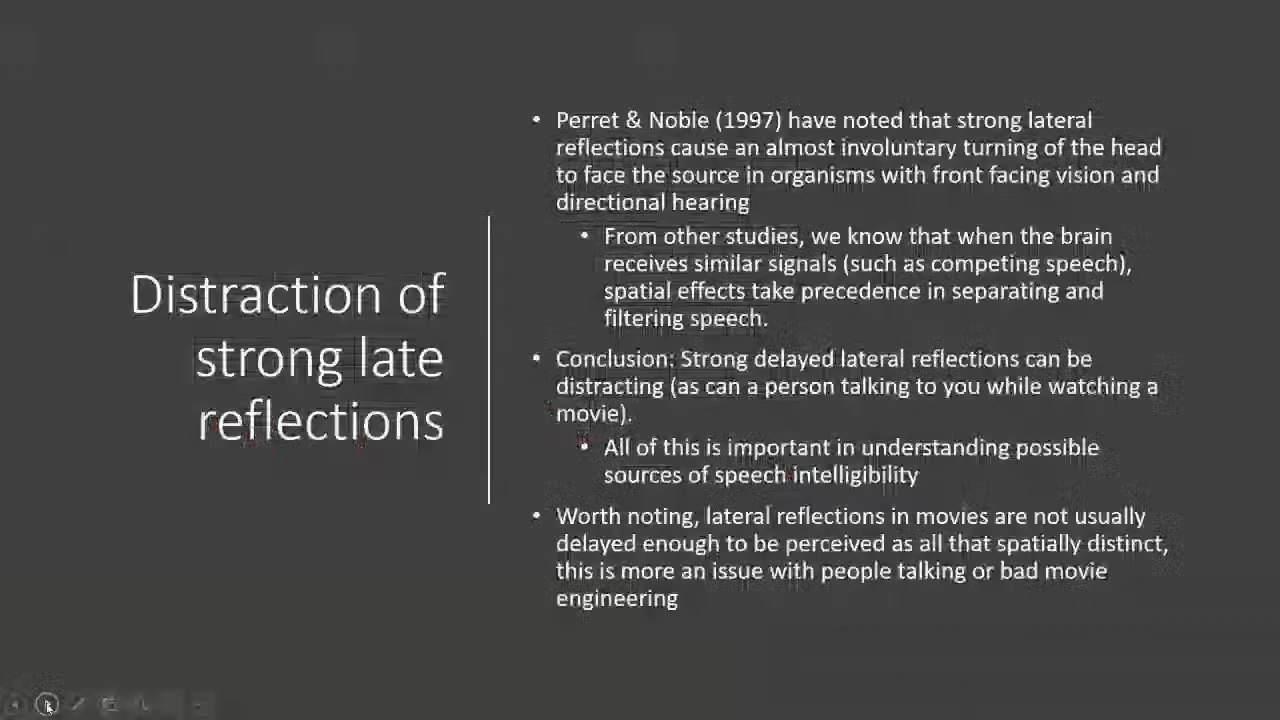 Distraction of
strong late
reflections
• Perret & Noble (1997) have noted that strong lateral
reflections cause an almost involuntary turning of the head
to face the source in organisms with front facing vision and
directional hearing
• From other studies, we know that when the brain
receives similar signals (such as competing speech),
spatial effects take precedence in separating and
filtering speech.
• Conclusion: Strong delayed lateral reflections can be
distracting (as can a person talking to you while watching a
movie).
• All of this is important in understanding possible
sources of speech intelligibility
• Worth noting, lateral reflections in movies are not usually
delayed enough to be perceived as all that spatially distinct,
this is more an issue with people talking or bad movie
engineering